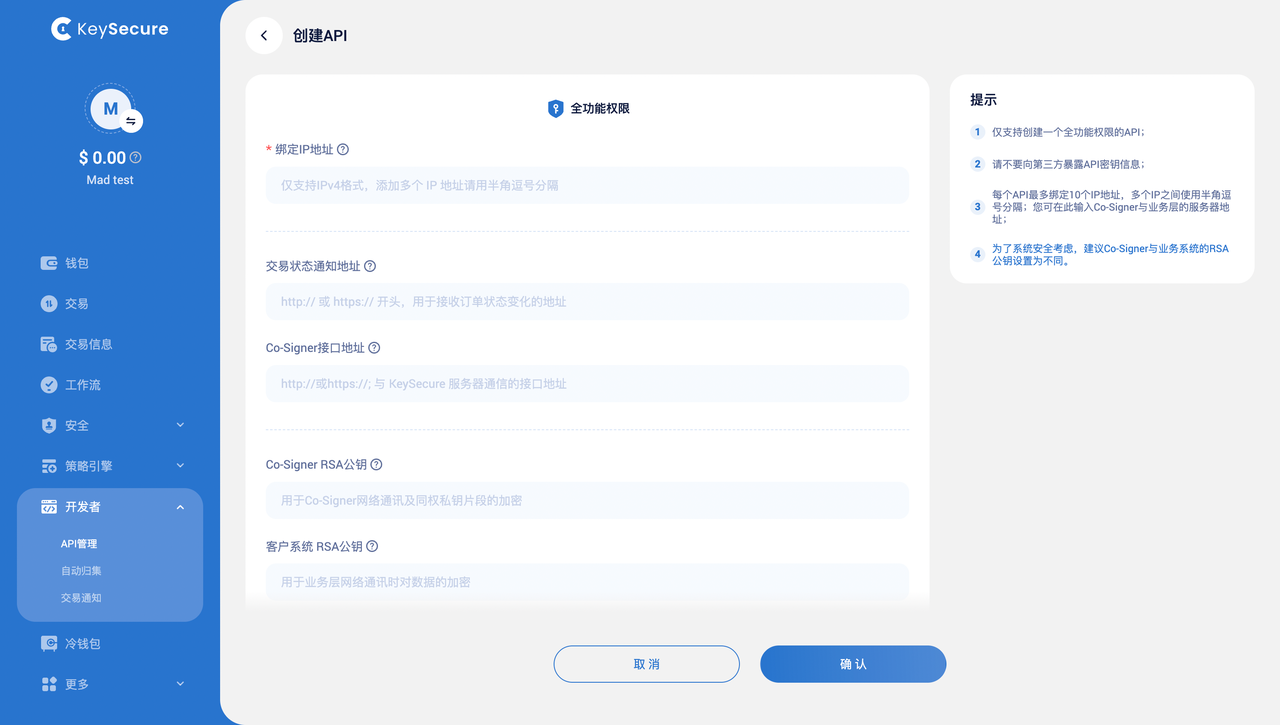 KeySecure
M
$ 0.00
Mad test
钱包
交易
交易信息
工作流
安全
策略引擎
开发者
API管理
自动归集
交易通知
冷钱包
更多
创建API
全功能权限
* 绑定IP地址
仅支持IPv4格式，添加多个 IP 地址请用半角逗号分隔
交易状态通知地址
http:// 或 https:// 开头，用于接收订单状态变化的地址
Co-Signer接口地址
http://或https://; 与 KeySecure 服务器通信的接口地址
Co-Signer RSA公钥
用于Co-Signer网络通讯及同权私钥片段的加密
客户系统 RSA公钥
用于业务层网络通讯时对数据的加密
取消
确认
提示
1 仅支持创建一个全功能权限的API；
2 请不要向第三方暴露API密钥信息；
3 每个API最多绑定10个IP地址，多个IP之间使用半角逗
号分隔；您可在此输入Co-Signer与业务层的服务器地
址；
4 为了系统安全考虑，建议Co-Signer与业务系统的RSA
公钥设置为不同。